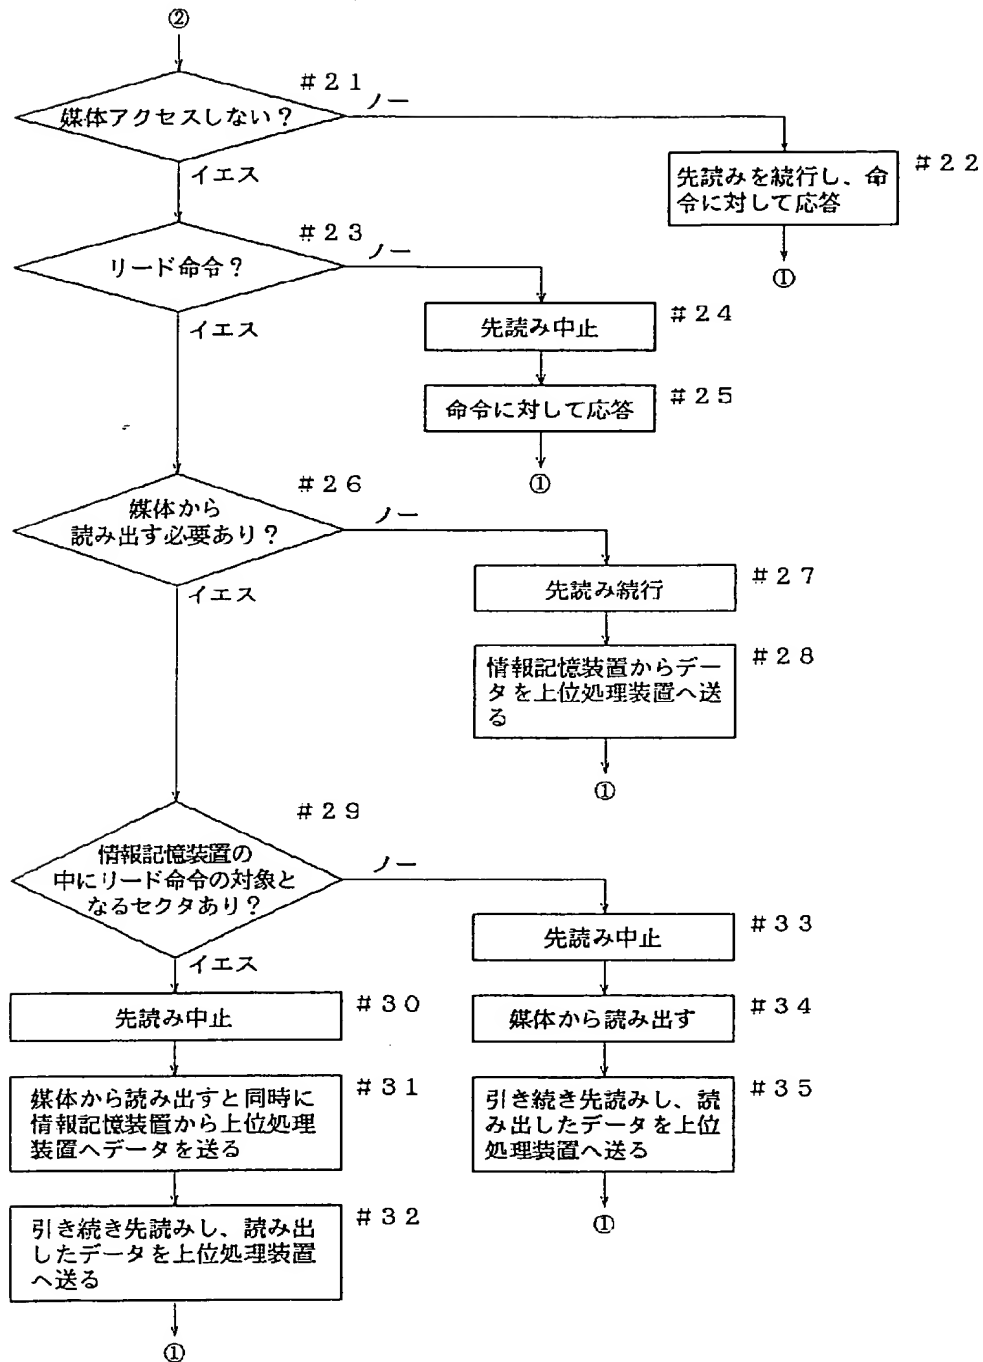 ②
#21
媒体アクセスしない?
ノー
イエス
#22
先読みを続行し、命
令に対して応答
①
#23
リード命令?
ノー
イエス
#24
先読み中止
#25
命令に対して応答
①
#26
媒体から
読み出す必要あり?
ノー
イエス
#27
先読み続行
#28
情報記憶装置からデー
タを上位処理装置へ送
る
①
#29
情報記憶装置の
中にリード命令の対象と
なるセクタあり?
ノー
イエス
#30
先読み中止
#31
媒体から読み出すと同時に
情報記憶装置から上位処理
装置へデータを送る
#32
引き続き先読みし、読み出
したデータを上位処理装置
へ送る
①
#33
先読み中止
#34
媒体から読み出す
#35
引き続き先読みし、読
み出したデータを上位
処理装置へ送る
①